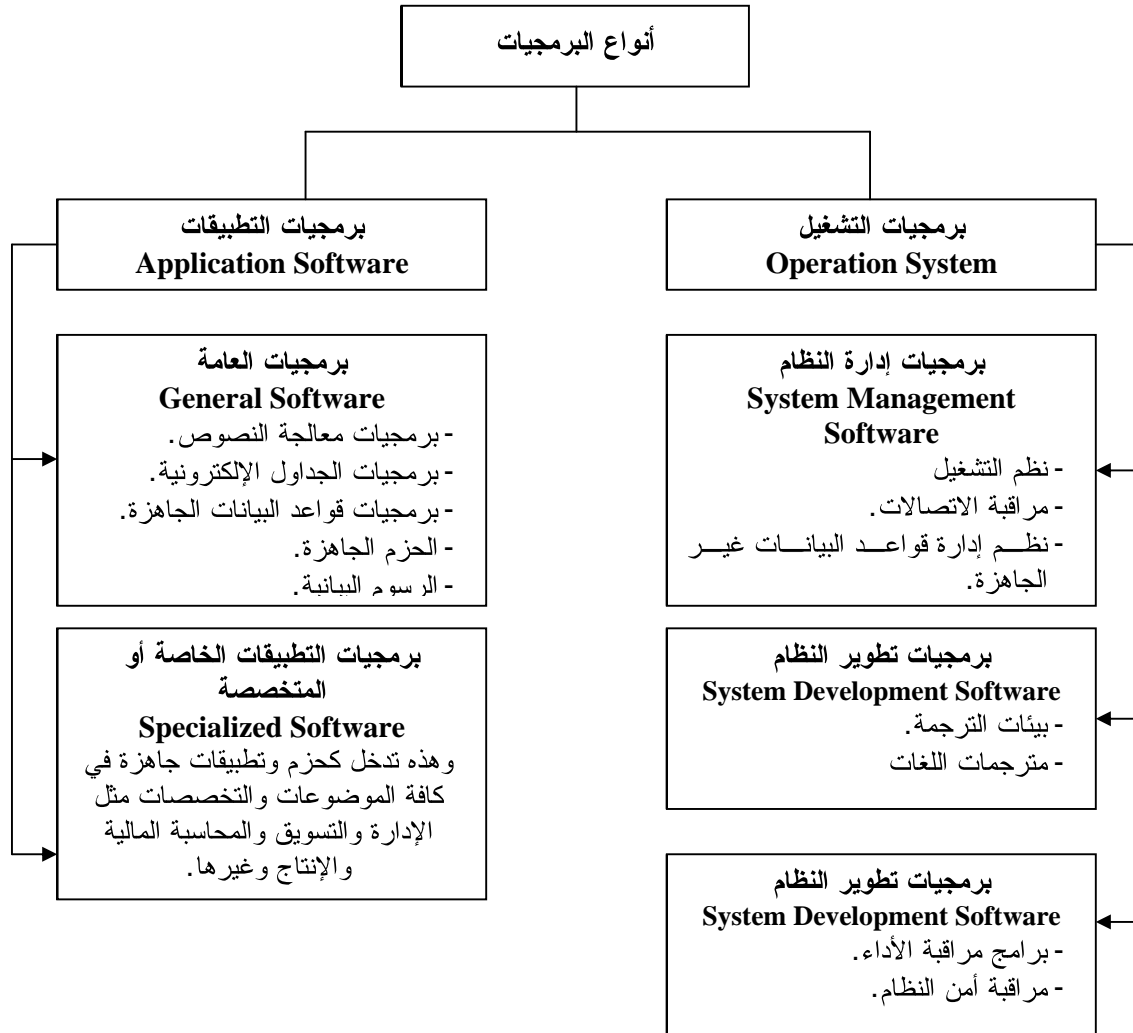 أنواع البرمجيات
برمجيات التشغيل
Operation System
برمجيات إدارة النظام
System Management
Software
- نظم التشغيل
- مراقبة الاتصالات.
- نظـــم إدارة قواعـــد البيانـــات غيـــر
الجاهزة.
برمجيات تطوير النظام
System Development Software
- بيئات الترجمة.
- مترجمات اللغات
برمجيات تطوير النظام
System Development Software
- برامج مراقبة الأداء.
- مراقبة أمن النظام.
برمجيات التطبيقات
Application Software
برمجيات العامة
General Software
- برمجيات معالجة النصوص.
- برمجيات الجداول الإلكترونية.
- برمجيات قواعد البيانات الجاهزة.
- الحزم الجاهزة.
- الرسوم البيانية.
برمجيات التطبيقات الخاصة أو
المتخصصة
Specialized Software
وهذه تدخل كحزم وتطبيقات جاهزة في
كافة الموضوعات والتخصصات مثل
الإدارة والتسويق والمحاسبة المالية
والإنتاج وغيرها.